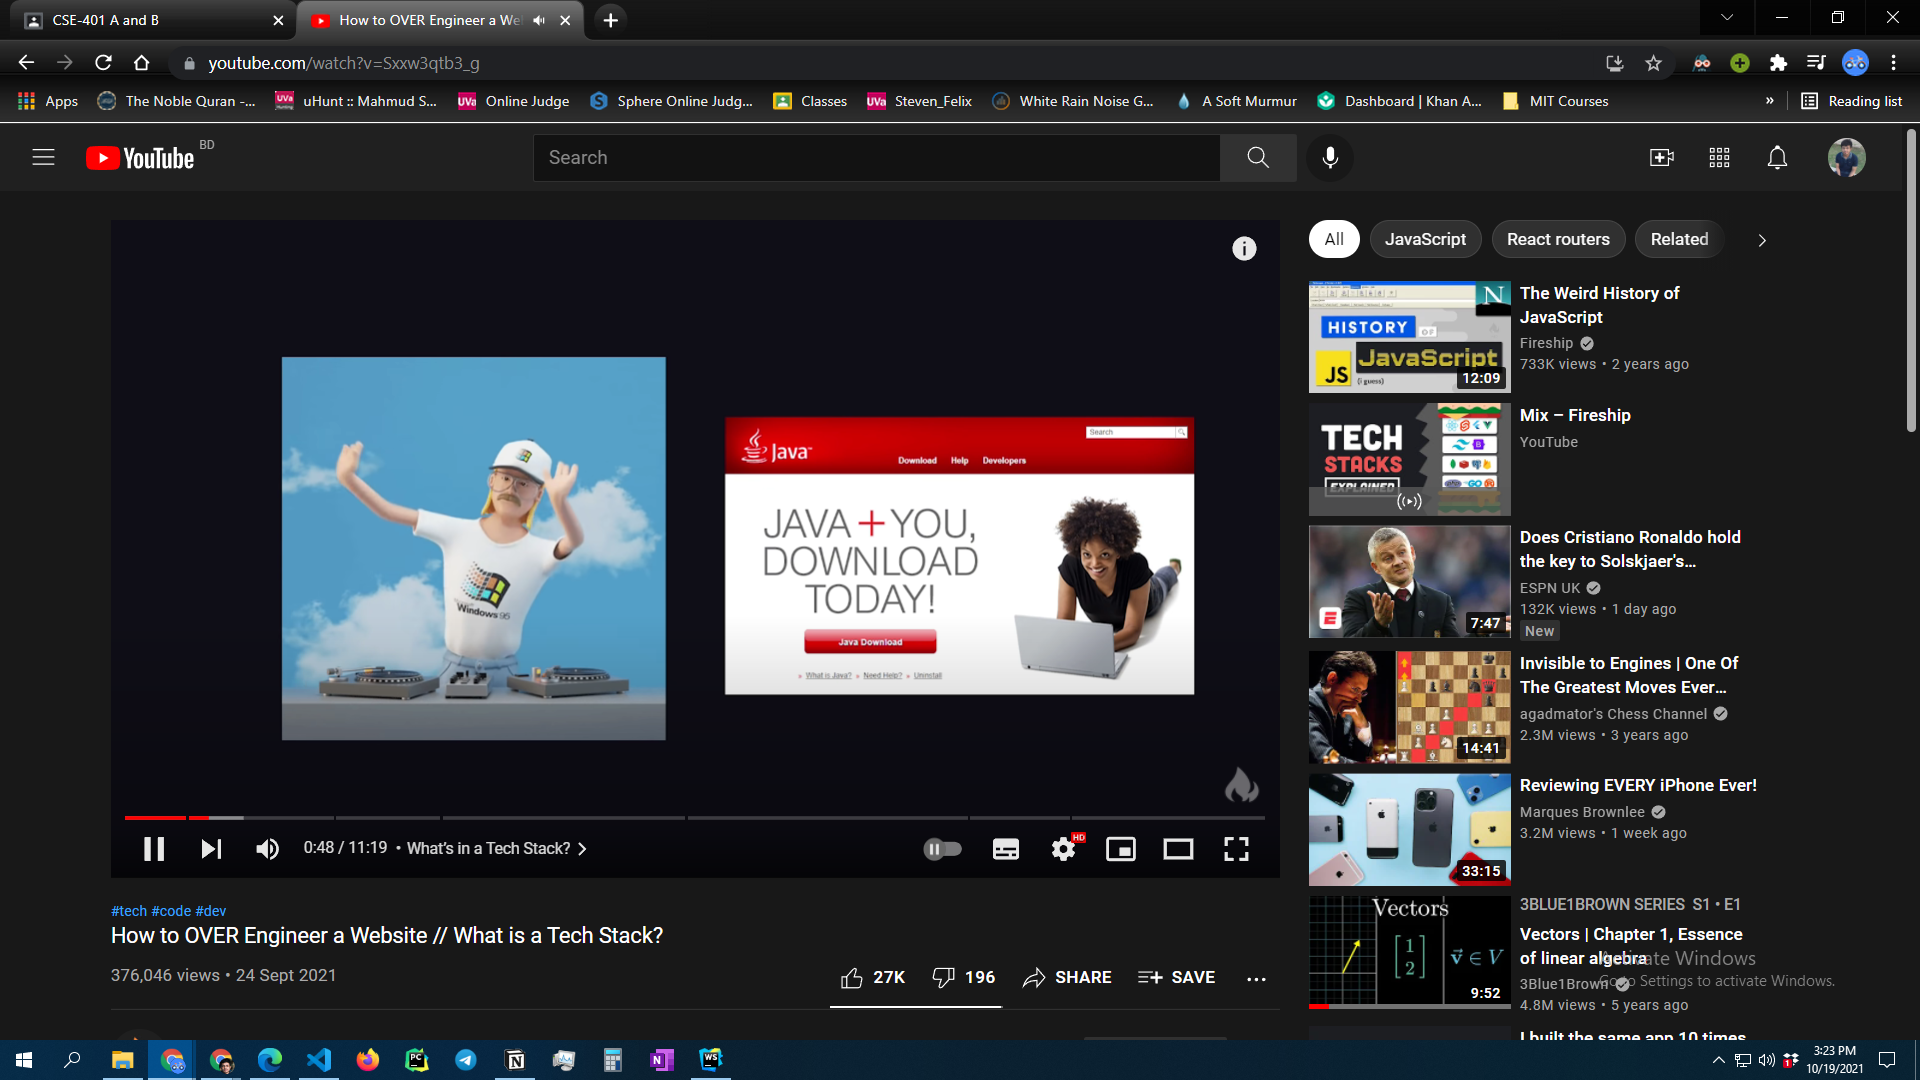 CSE-401 A and B
How to OVER Engineer a We
youtube.com/watch?v=Sxxw3qtb3_g
Apps
The Noble Quran -...
uHunt :: Mahmud S...
Online Judge
Sphere Online Judg...
Classes
Steven_Felix
White Rain Noise G...
A Soft Murmur
Dashboard | Khan A...
MIT Courses
»
Reading list
YouTube BD
Search
All
JavaScript
React routers
Related
Java
Search
Download Help Developers
JAVA + YOU,
DOWNLOAD
TODAY!
Java Download
» What is Java? » Need Help? » Uninstall
Windows 95
0:48 / 11:19 • What's in a Tech Stack?
HD
#tech #code #dev
How to OVER Engineer a Website // What is a Tech Stack?
376,046 views • 24 Sept 2021
27K
196
SHARE
SAVE
HISTORY OF
JavaScript
JS
(i guess)
N
12:09
The Weird History of
JavaScript
Fireship
733K views • 2 years ago
TECH
STACKS
EXPLAINED
Mix – Fireship
YouTube
7:47
Does Cristiano Ronaldo hold
the key to Solskjaer's...
ESPN UK
132K views • 1 day ago
New
14:41
Invisible to Engines | One Of
The Greatest Moves Ever...
agadmator's Chess Channel
2.3M views • 3 years ago
33:15
Reviewing EVERY iPhone Ever!
Marques Brownlee
3.2M views • 1 week ago
Vectors
[1 2]
v⃗ ∈ V
9:52
3BLUE1BROWN SERIES S1 • E1
Vectors | Chapter 1, Essence
of linear algebra
3Blue1Brown
4.8M views • 5 years ago
Activate Windows
Go to Settings to activate Windows.
I built the same app 10 times
3:23 PM
10/19/2021